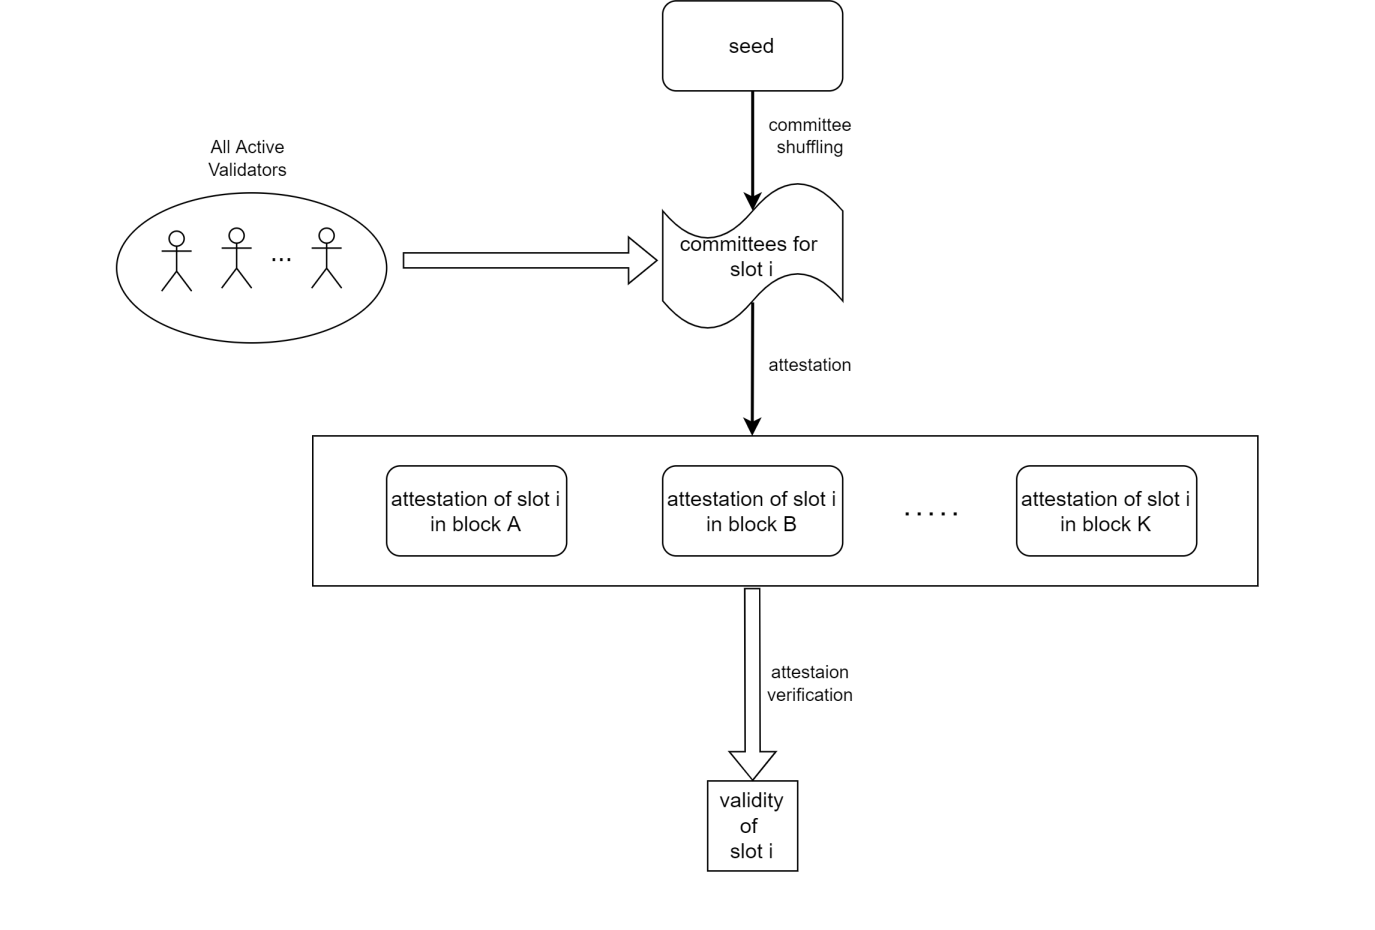 seed
committee
shuffling
All Active
Validators
...
committees for
slot i
attestation
attestation of slot i
in block A
attestation of slot i
in block B
.....
attestation of slot i
in block K
attestaion
verification
validity
of
slot i